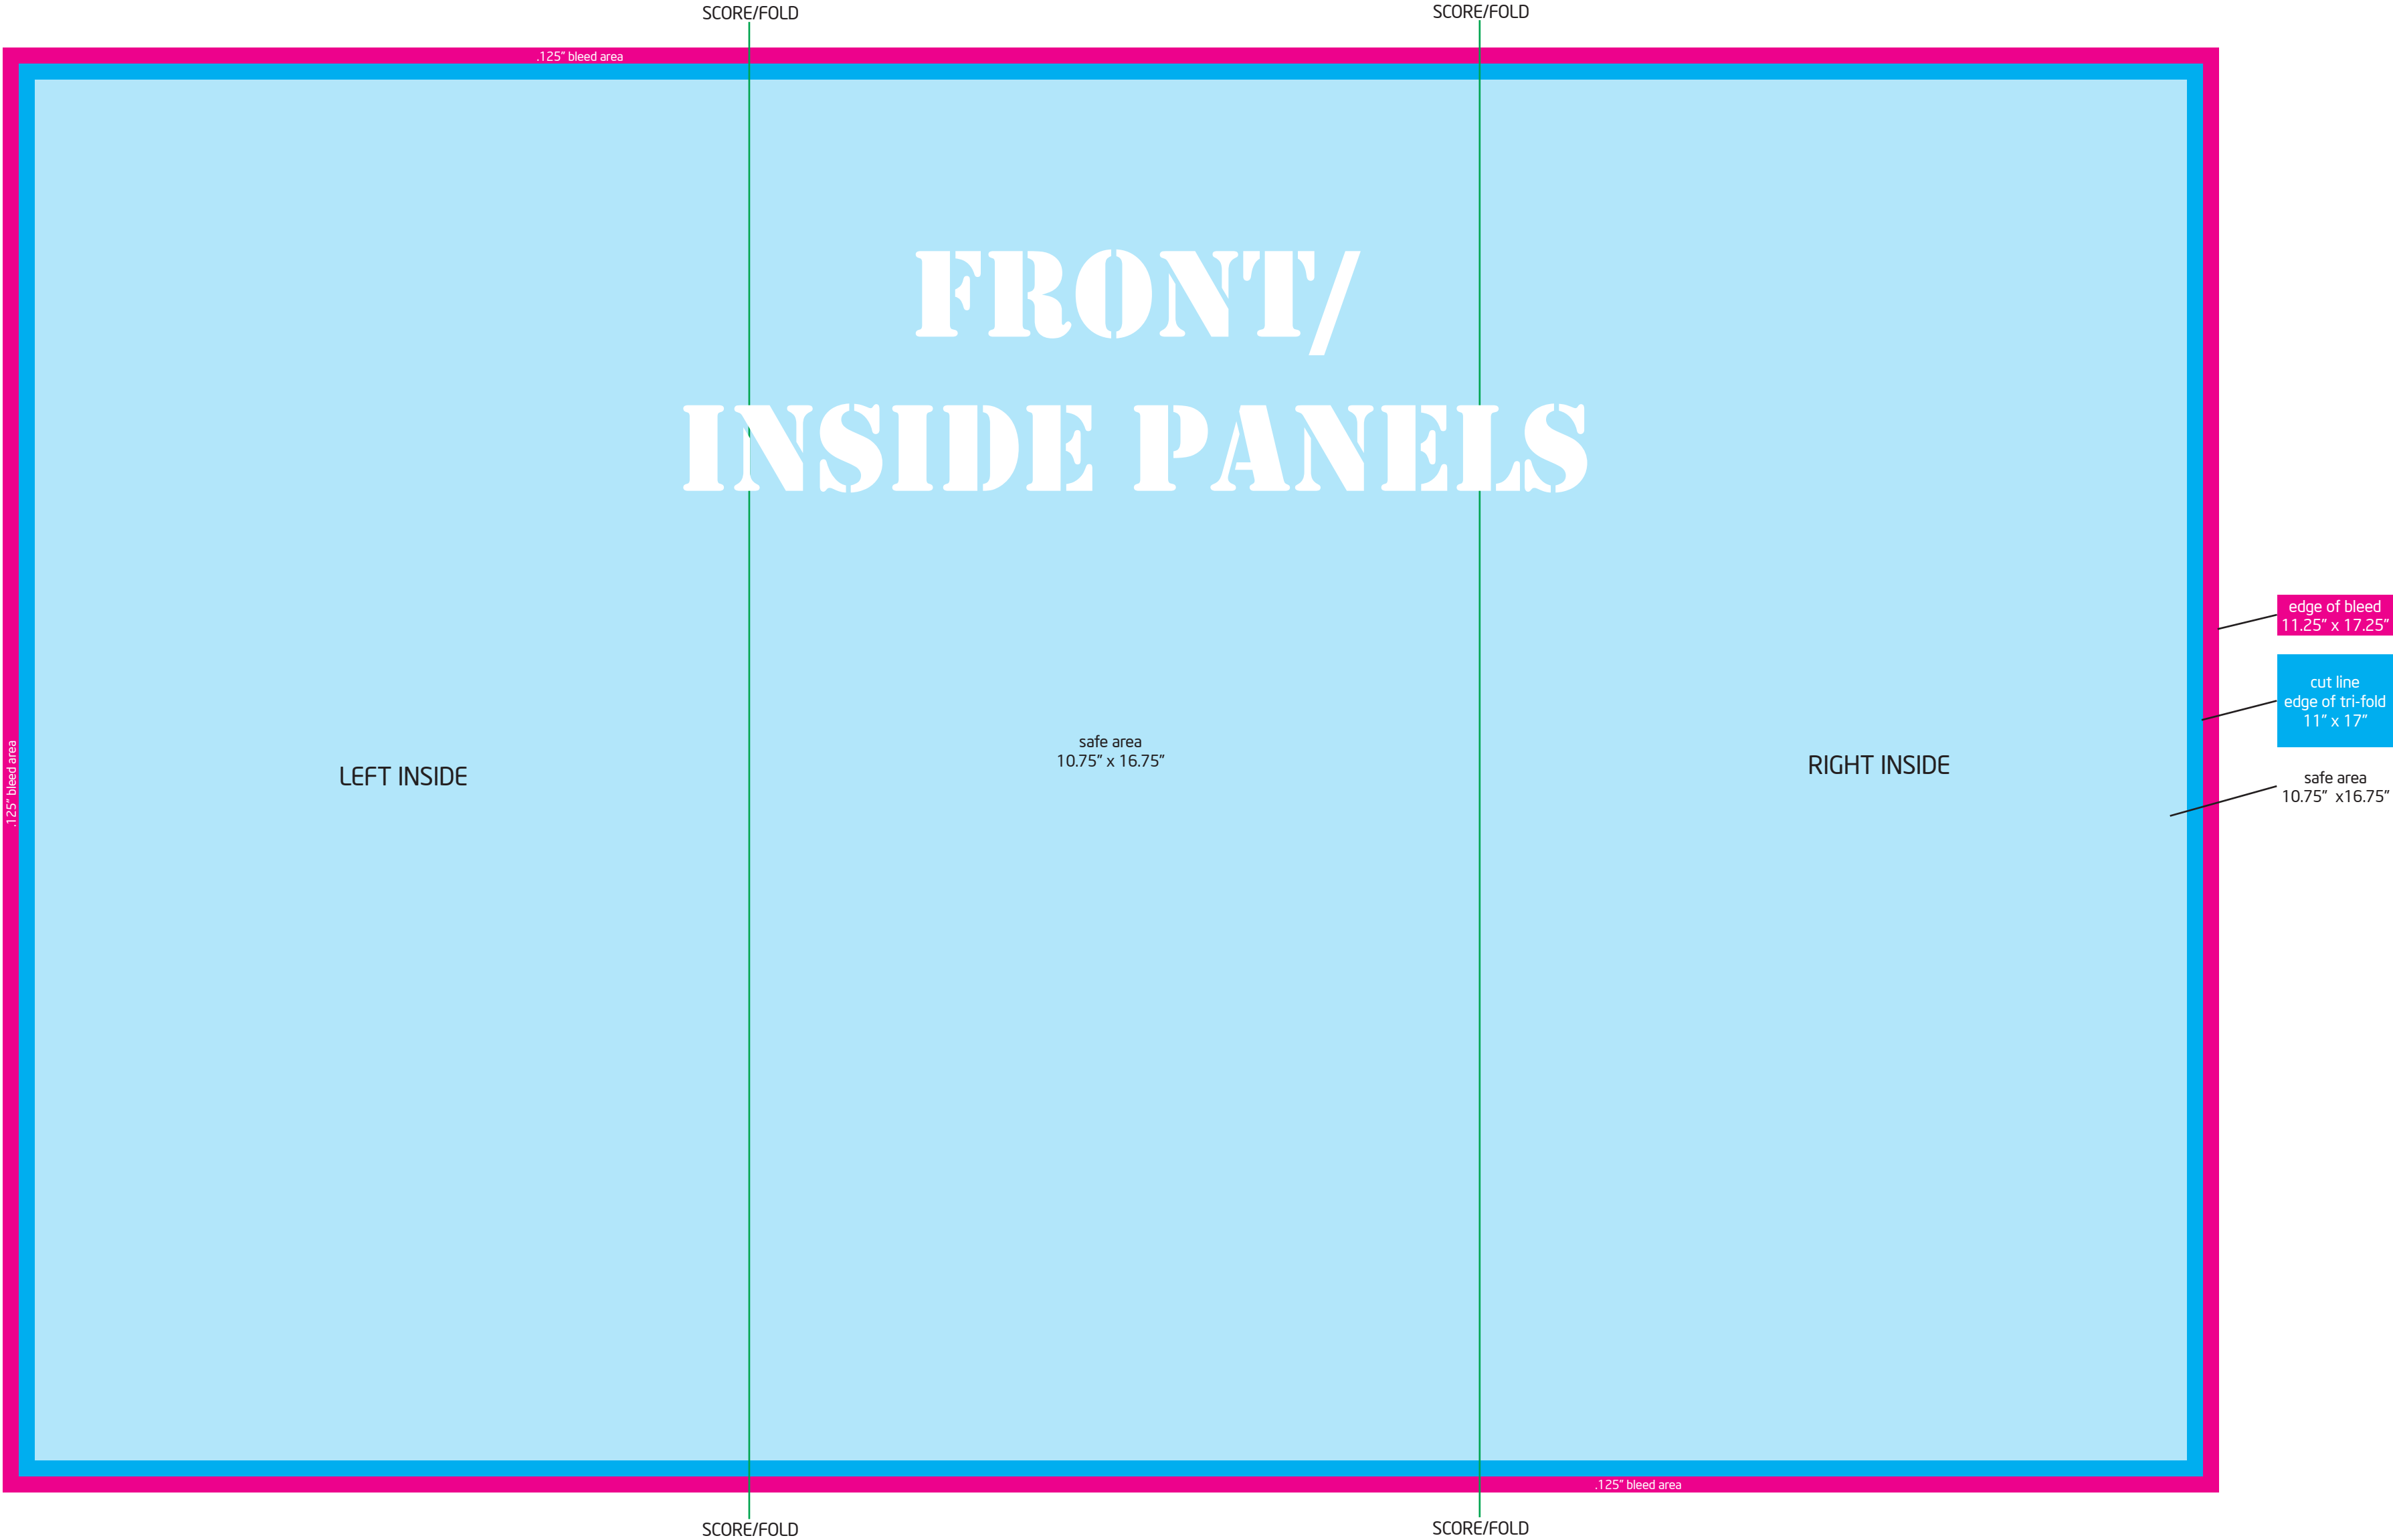 SCORE/FOLD
SCORE/FOLD
.125" bleed area
FRONT/
INSIDE PANELS
edge of bleed
11.25" x 17.25"
cut line
edge of tri-fold
11" x 17"
safe area
10.75" x 16.75"
.125" bleed area
LEFT INSIDE
RIGHT INSIDE
safe area
10.75"  x16.75"
.125" bleed area
SCORE/FOLD
SCORE/FOLD